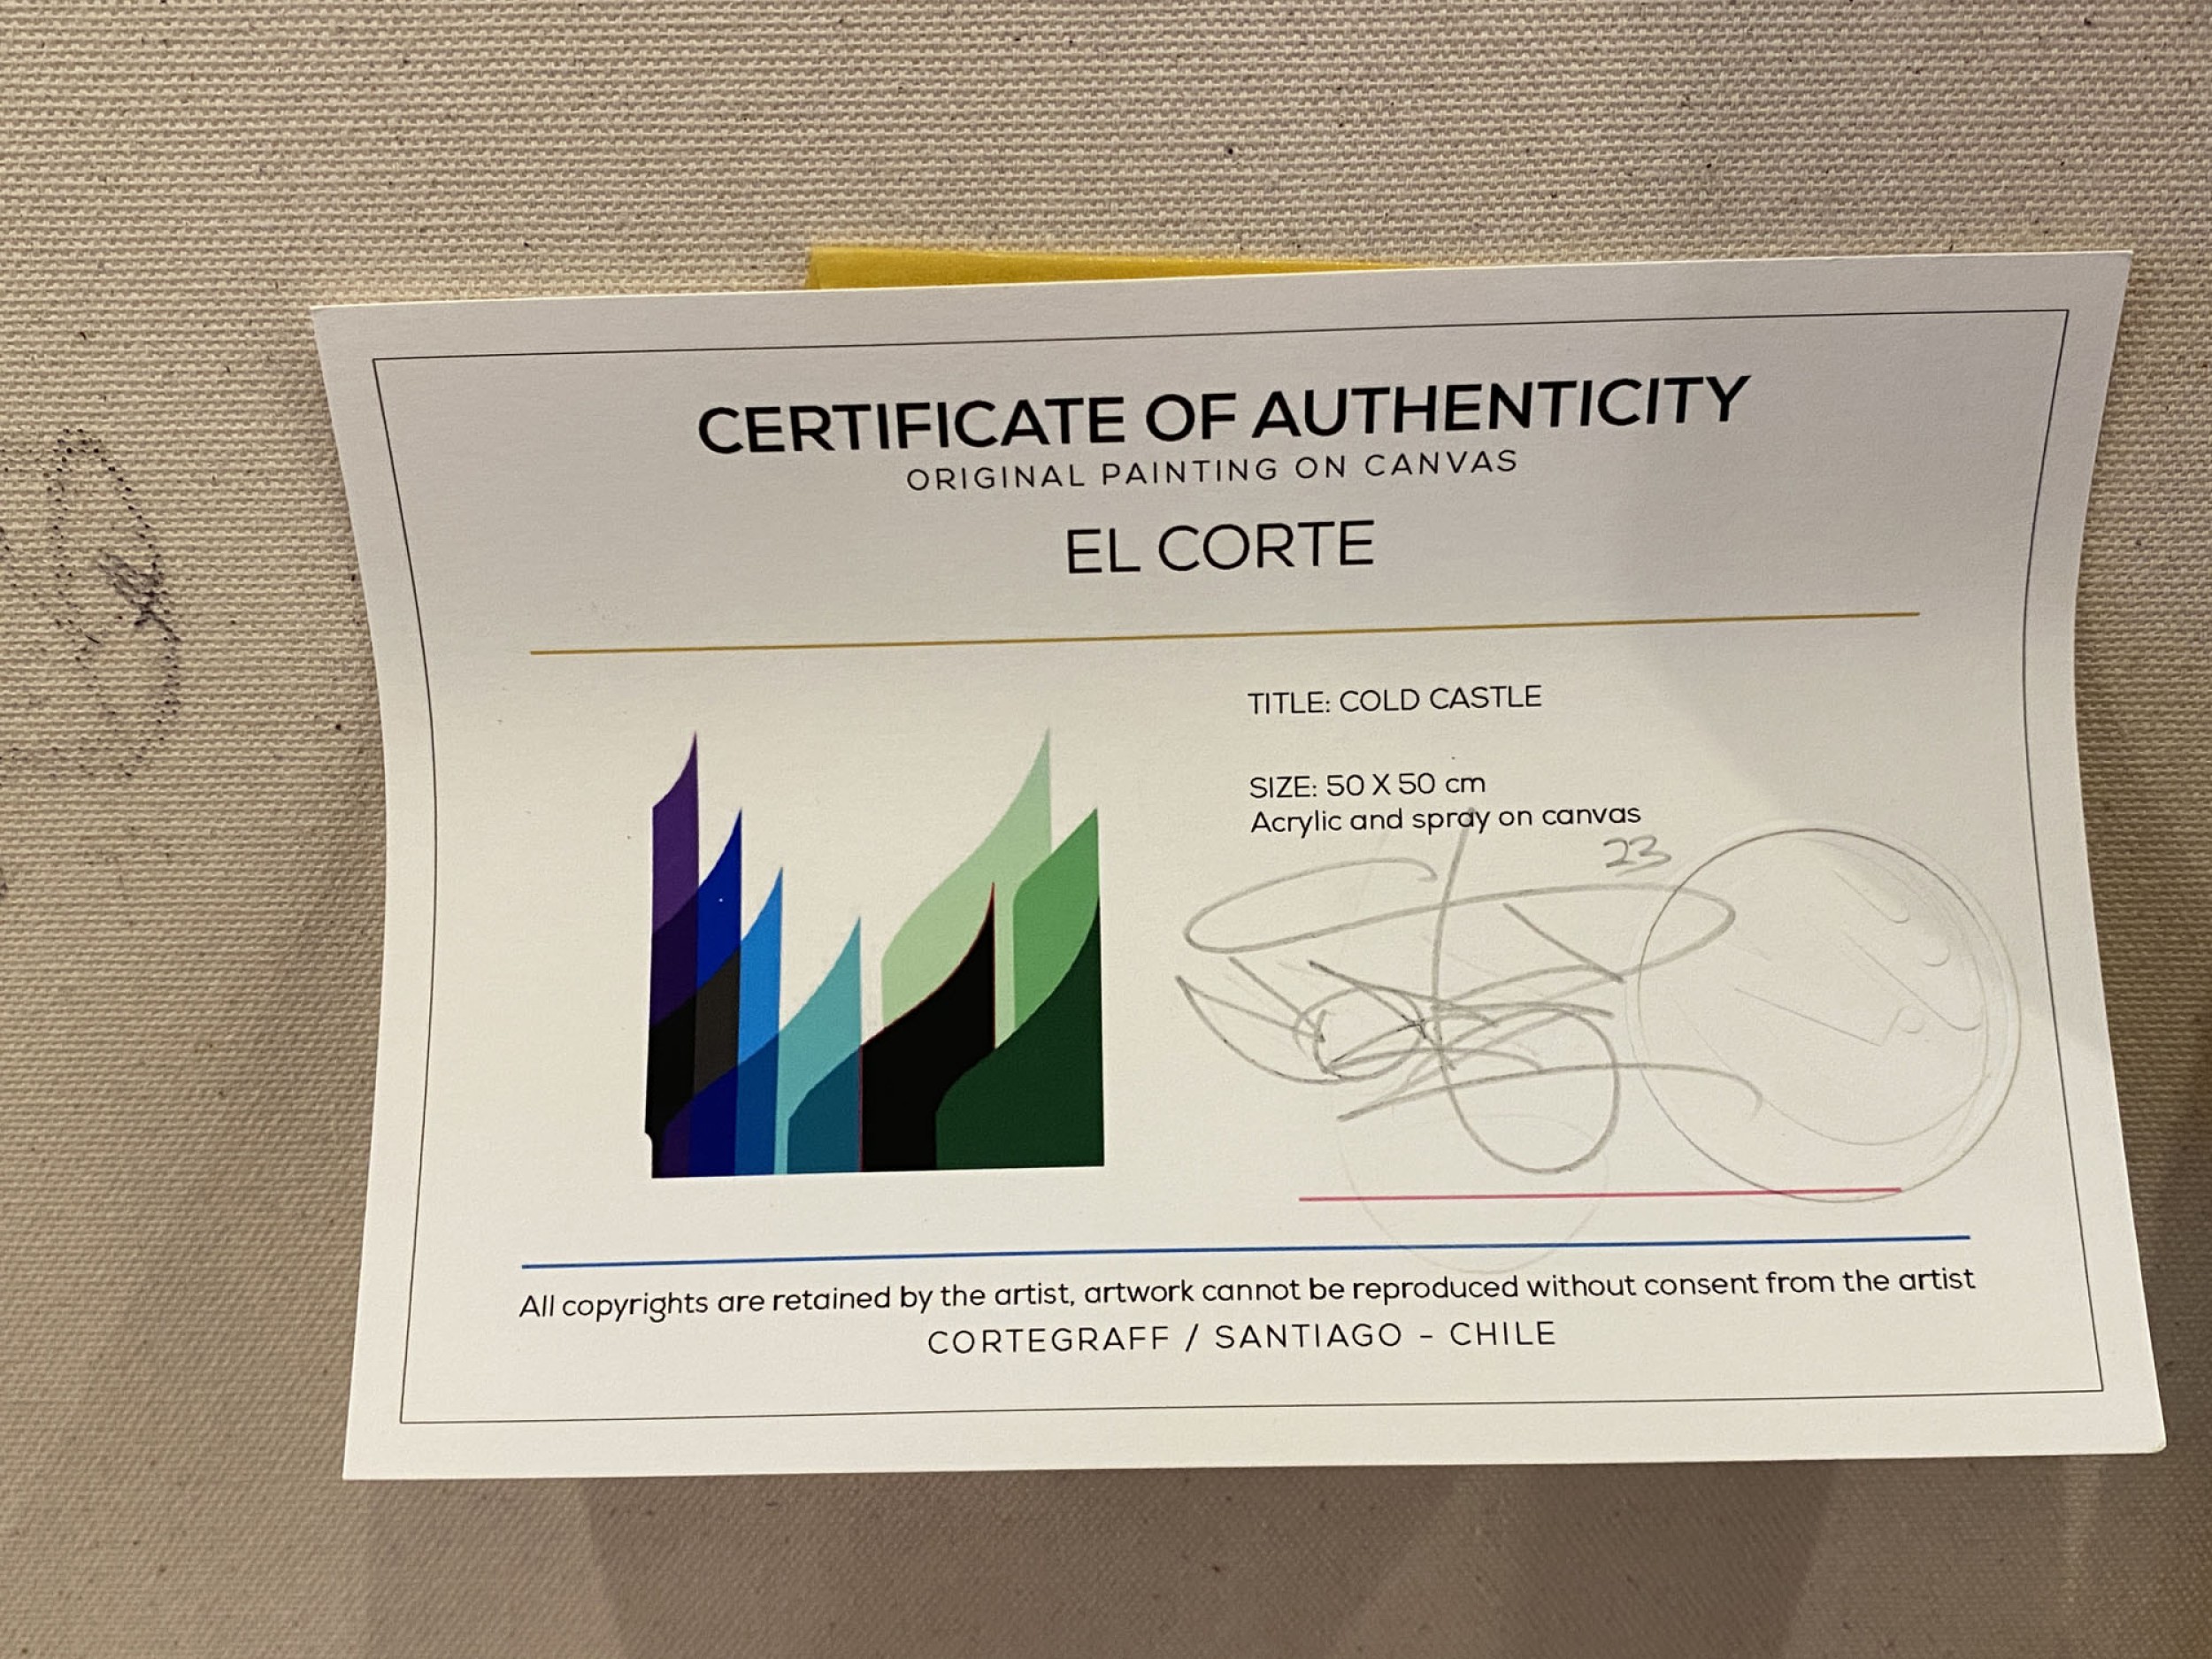 CERTIFICATE OF AUTHENTICITY
ORIGINAL PAINTING ON CANVAS
EL CORTE
TITLE: COLD CASTLE
SIZE: 50 X 50 cm
Acrylic and spray on canvas
23
All copyrights are retained by the artist, artwork cannot be reproduced without consent from the artist
CORTEGRAFF / SANTIAGO - CHILE